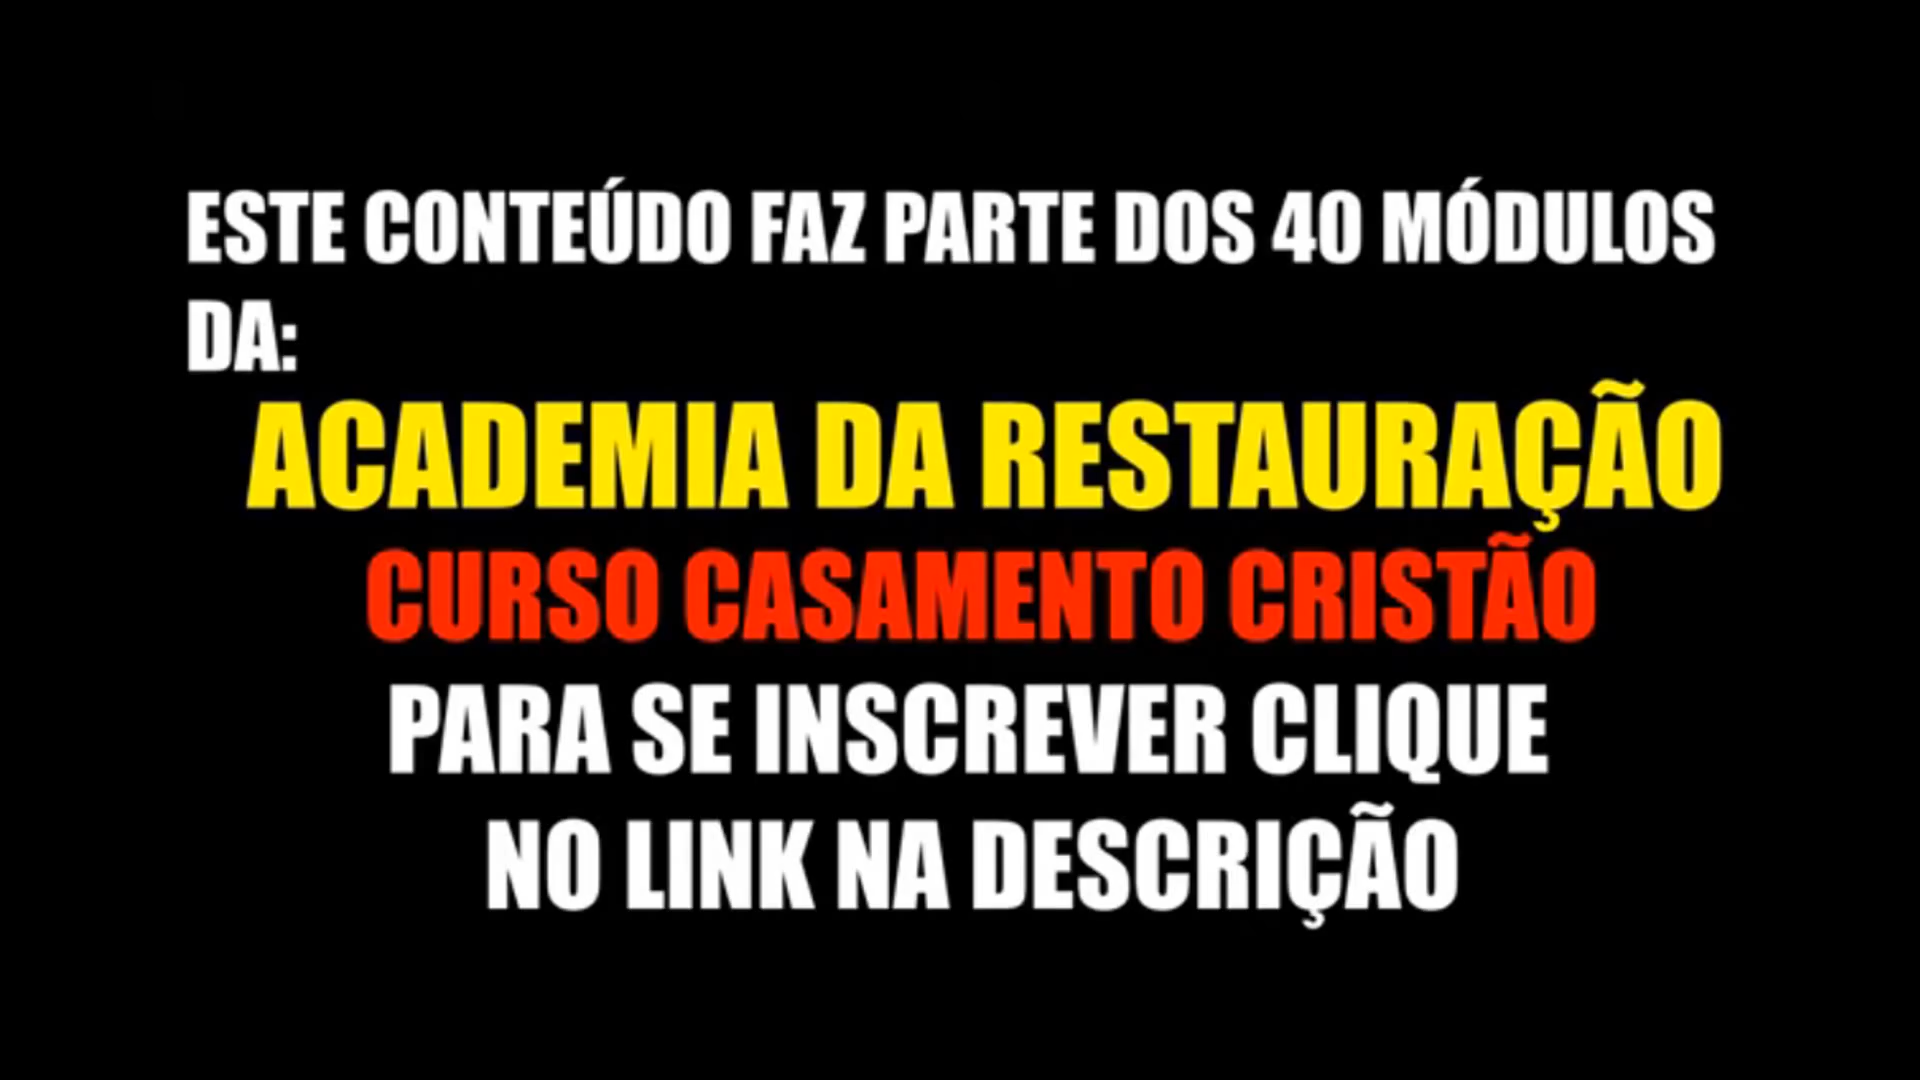 ESTE CONTEÚDO FAZ PARTE DOS 40 MÓDULOS
DA:
ACADEMIA DA RESTAURAÇÃO
CURSO CASAMENTO CRISTÃO
PARA SE INSCREVER CLIQUE
NO LINK NA DESCRIÇÃO